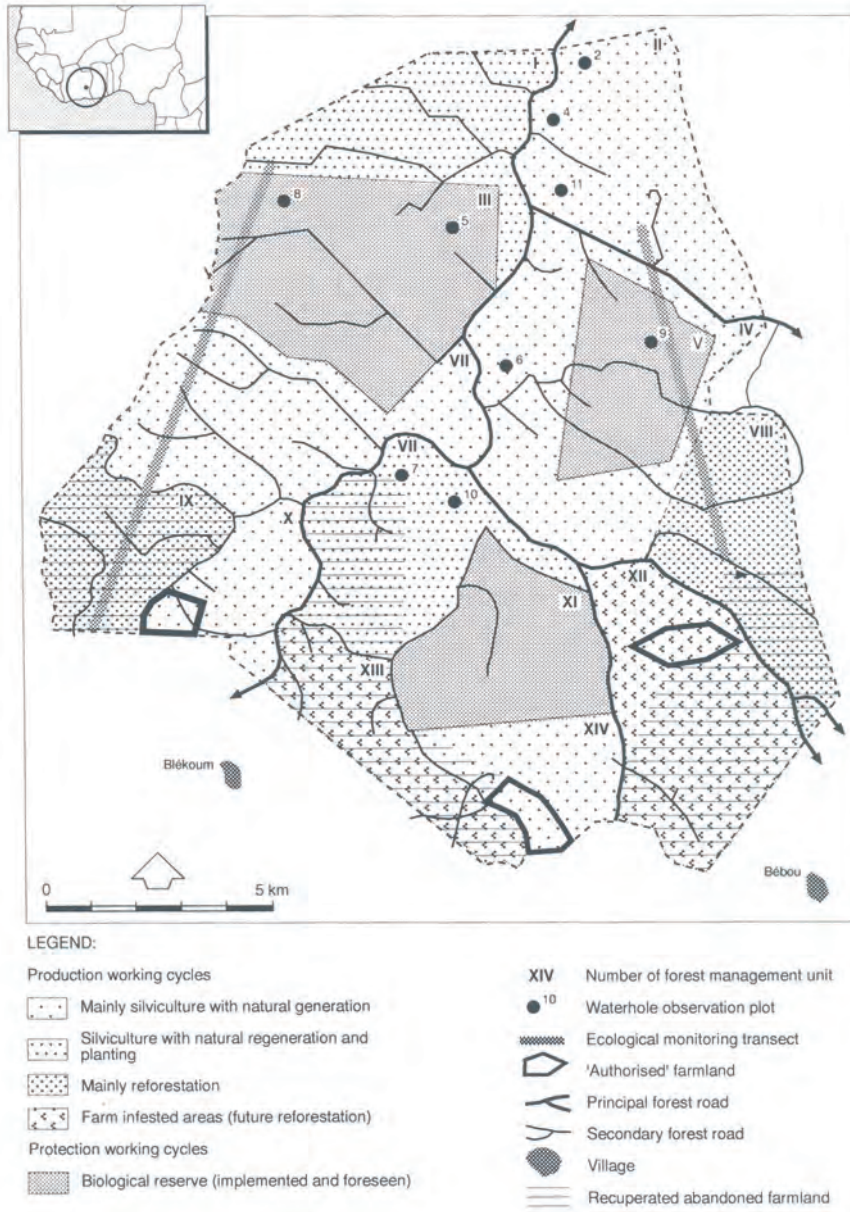 I
II
2
4
11
8
III
5
IV
9
V
VII
6
VIII
VII
7
10
IX
X
XII
XI
XIII
XIV
Blékoum
Bébou
0 5 km
LEGEND:
Production working cycles
Mainly silviculture with natural generation
Silviculture with natural regeneration and
planting
Mainly reforestation
Farm infested areas (future reforestation)
Protection working cycles
Biological reserve (implemented and foreseen)
XIV Number of forest management unit
10 Waterhole observation plot
Ecological monitoring transect
'Authorised' farmland
Principal forest road
Secondary forest road
Village
Recuperated abandoned farmland